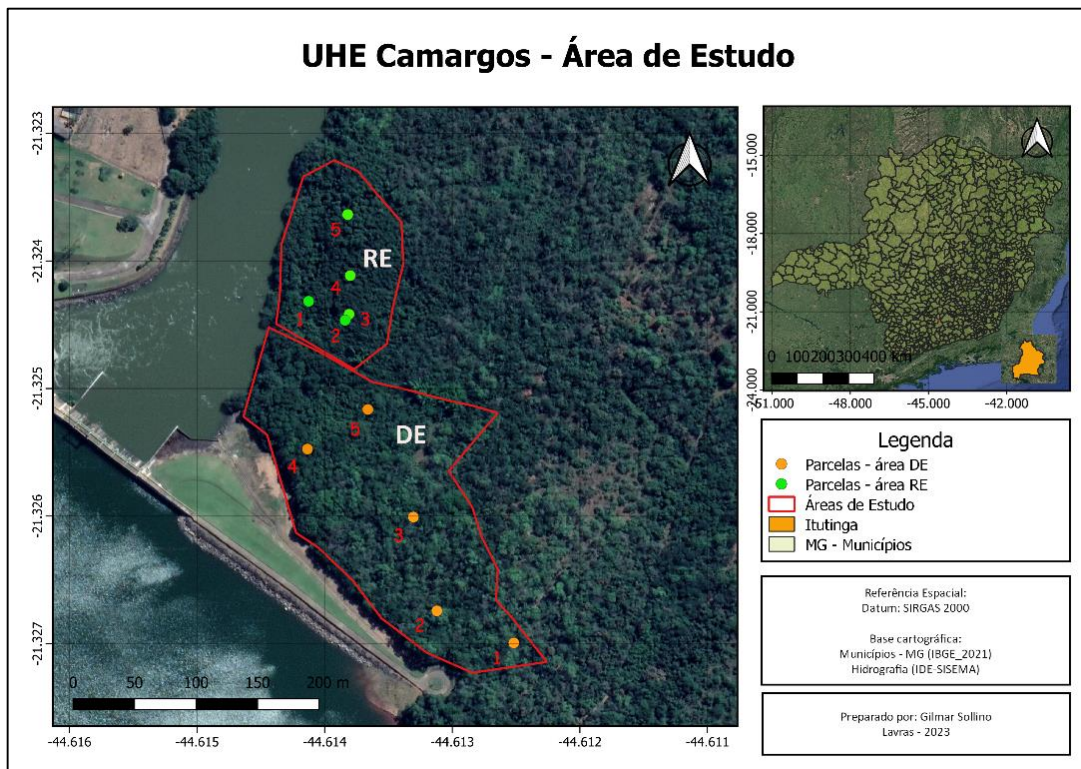 UHE Camargos - Área de Estudo
-21.323
-21.324
-21.325
-21.326
-21.327
5
RE
4
1
3
2
5
DE
4
3
2
1
0 50 100 150 200 m
-44.616 -44.615 -44.614 -44.613 -44.612 -44.611
-15.000
-18.000
-21.000
-24.000
0 100200300400 km
-51.000 -48.000 -45.000 -42.000
Legenda
Parcelas - área DE
Parcelas - área RE
Áreas de Estudo
Itutinga
MG - Municípios
Referência Espacial:
Datum: SIRGAS 2000
Base cartográfica:
Municípios - MG (IBGE_2021)
Hidrografia (IDE-SISEMA)
Preparado por: Gilmar Sollino
Lavras - 2023